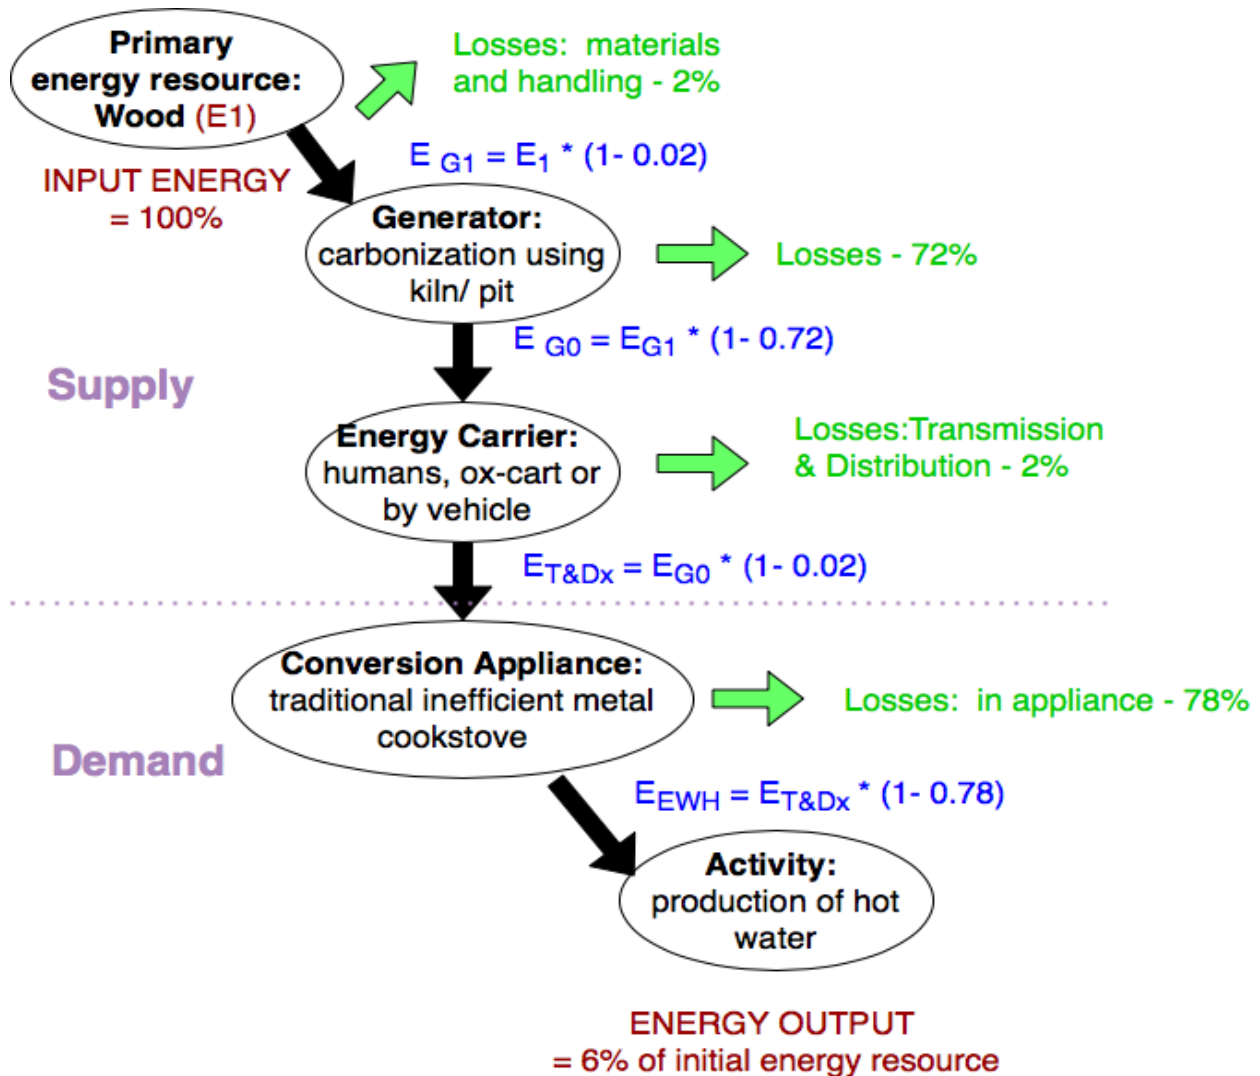 Primary
energy resource:
Wood (E1)
Losses:  materials
and handling - 2%
E G1 = E1 * (1- 0.02)
INPUT ENERGY
= 100%
Generator:
carbonization using
kiln/ pit
Losses - 72%
E G0 = EG1 * (1- 0.72)
Supply
Energy Carrier:
humans, ox-cart or
by vehicle
Losses:Transmission
& Distribution - 2%
ET&Dx = EG0 * (1- 0.02)
Conversion Appliance:
traditional inefficient metal
cookstove
Losses:  in appliance - 78%
Demand
EEWH = ET&Dx * (1- 0.78)
Activity:
production of hot
water
ENERGY OUTPUT
= 6% of initial energy resource